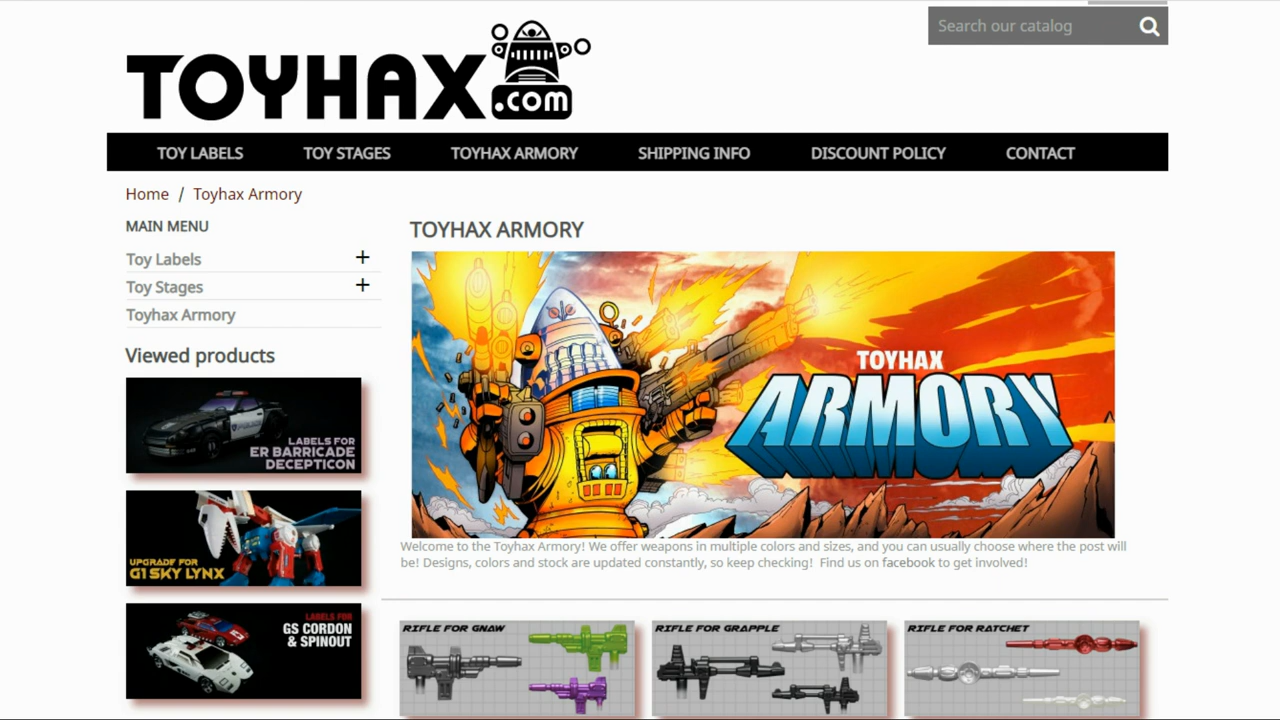 Search our catalog
TOYHAX
.com
TOY LABELS TOY STAGES TOYHAX ARMORY SHIPPING INFO DISCOUNT POLICY CONTACT
Home / Toyhax Armory
MAIN MENU
Toy Labels +
Toy Stages +
Toyhax Armory
Viewed products
LABELS FOR
ER BARRICADE
DECEPTICON
UPGRADE FOR
G1 SKY LYNX
LABELS FOR
GS CORDON
& SPINOUT
TOYHAX ARMORY
TOYHAX
ARMORY
Welcome to the Toyhax Armory! We offer weapons in multiple colors and sizes, and you can usually choose where the post will
be! Designs, colors and stock are updated constantly, so keep checking! Find us on facebook to get involved!
RIFLE FOR GNAW
RIFLE FOR GRAPPLE
RIFLE FOR RATCHET